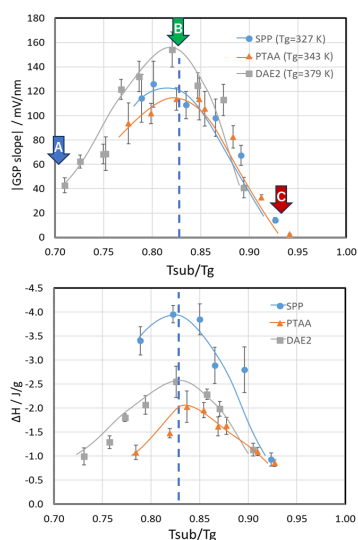 |GSP slope| / mV/nm
180
160
140
120
100
80
60
40
20
0
A
B
C
SPP (Tg=327 K)
PTAA (Tg=343 K)
DAE2 (Tg=379 K)
0.70 0.75 0.80 0.85 0.90 0.95 1.00
Tsub/Tg
ΔH / J/g
-4.5
-4.0
-3.5
-3.0
-2.5
-2.0
-1.5
-1.0
-0.5
0.0
SPP
PTAA
DAE2
0.70 0.75 0.80 0.85 0.90 0.95 1.00
Tsub/Tg